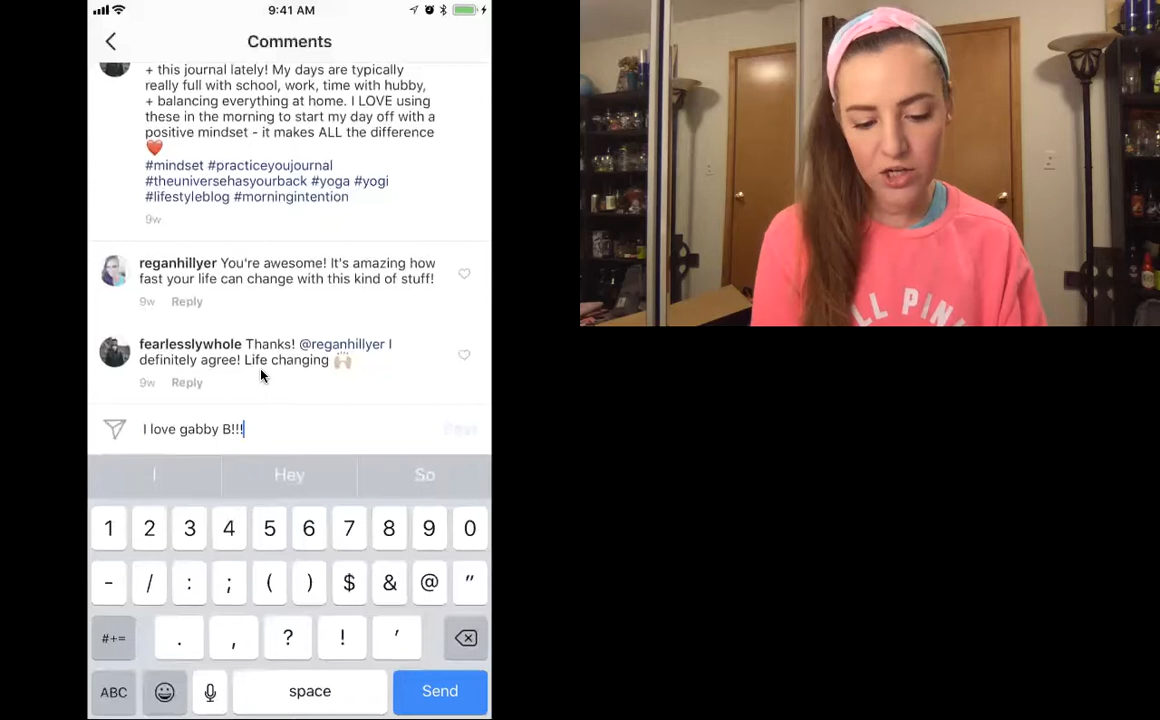 9:41 AM
Comments
+ this journal lately! My days are typically
really full with school, work, time with hubby,
+ balancing everything at home. I LOVE using
these in the morning to start my day off with a
positive mindset - it makes ALL the difference
❤️
#mindset #practiceyoujournal
#theuniversehasyourback #yoga #yogi
#lifestyleblog #morningintention
9w
reganhillyer You're awesome! It's amazing how
fast your life can change with this kind of stuff!
9w Reply
fearlesslywhole Thanks! @reganhillyer I
definitely agree! Life changing 🙌🏼
9w Reply
I love gabby B!!! Post
I Hey So
1 2 3 4 5 6 7 8 9 0
- / : ; ( ) $ & @ "
#+= . , ? ! '
ABC space Send
LL PIN